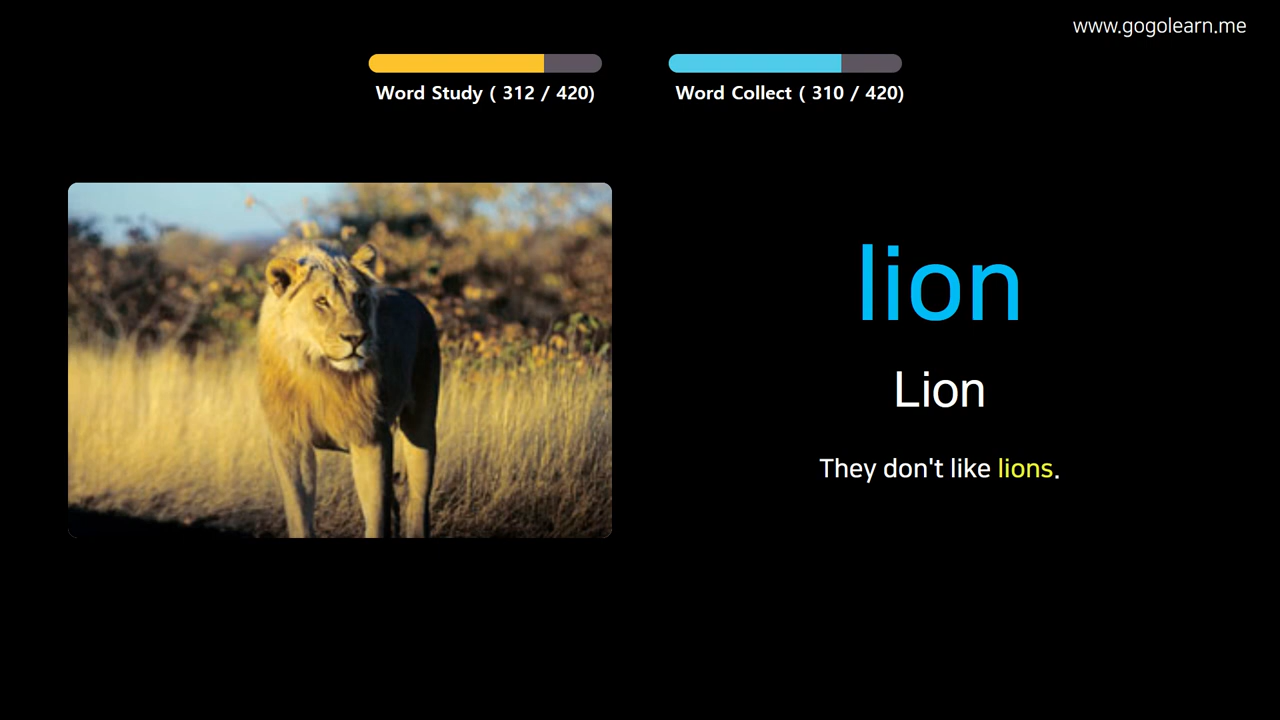 www.gogolearn.me
Word Study ( 312 / 420)
Word Collect ( 310 / 420)
lion
Lion
They don't like lions.